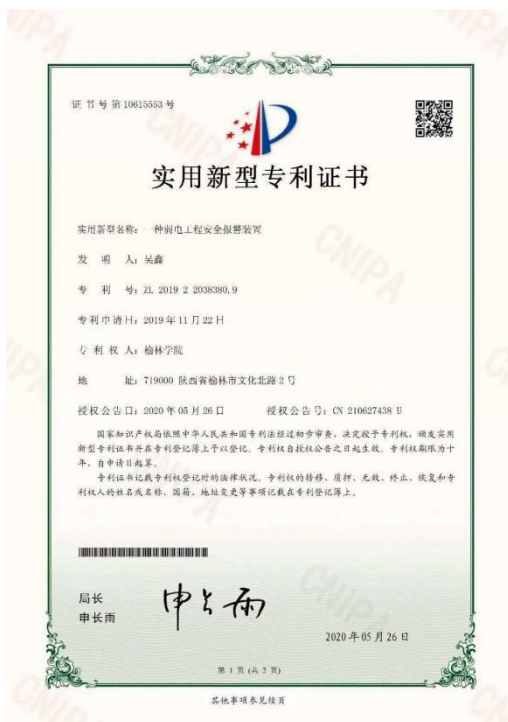 证书号第10615553号
实用新型专利证书
实用新型名称：一种弱电工程安全报警装置
发 明 人：吴鑫
专 利 号：ZL 2019 2 2038380.9
专利申请日：2019年11月22日
专 利 权 人：榆林学院
地 址：719000 陕西省榆林市文化北路2号
授权公告日：2020年05月26日 授权公告号：CN 210627438 U
国家知识产权局依照中华人民共和国专利法经过初步审查，决定授予专利权，颁发实用
新型专利证书并在专利登记簿上予以登记。专利权自授权公告之日起生效。专利权期限为十
年，自申请日起算。
专利证书记载专利权登记时的法律状况。专利权的转移、质押、无效、终止、恢复和专
利权人的姓名或名称、国籍、地址变更等事项记载在专利登记簿上。
局长
申长雨
申长雨
2020年05月26日
第 1 页 (共 2 页)
其他事项参见续页
CNIPA
CNIPA
CNIPA